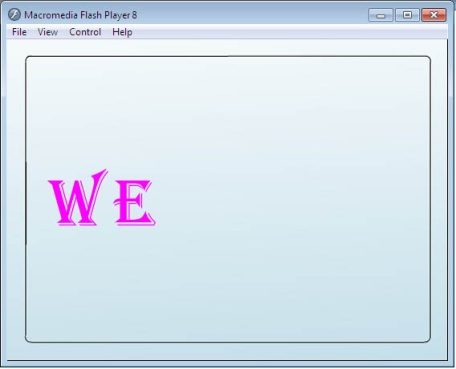 Macromedia Flash Player 8
File View Control Help
WE